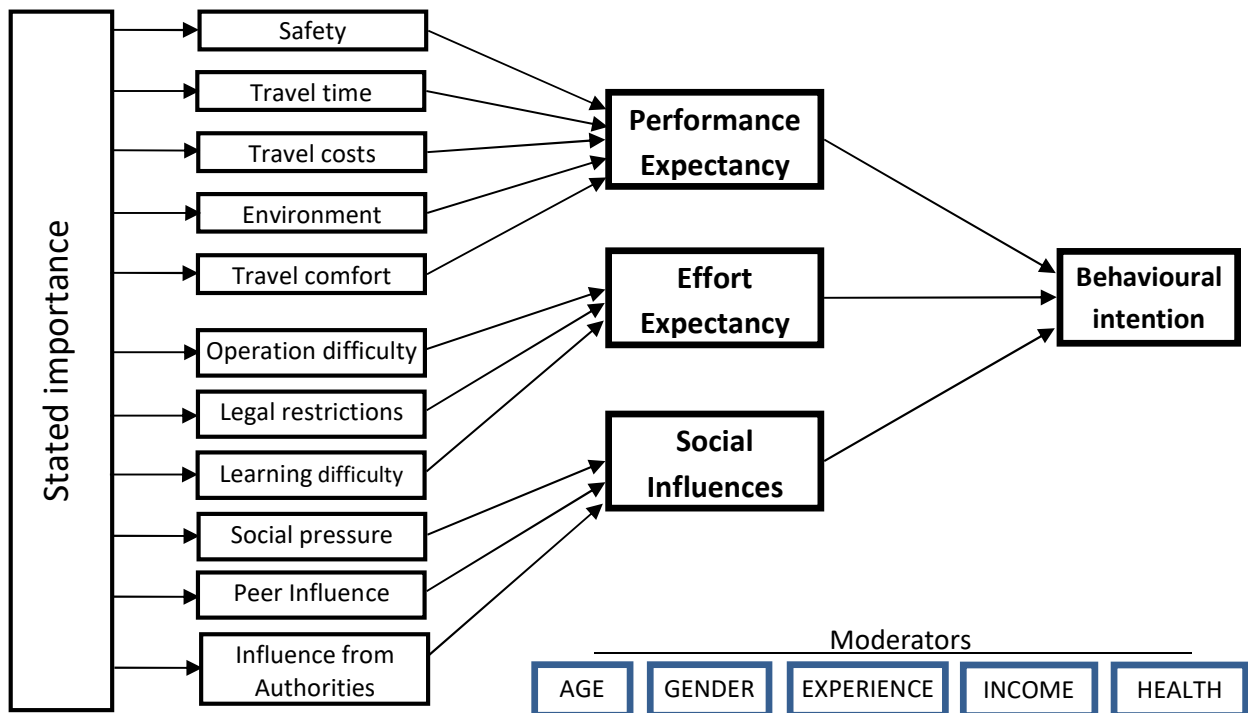 Stated importance
Safety
Travel time
Travel costs
Environment
Travel comfort
Operation difficulty
Legal restrictions
Learning difficulty
Social pressure
Peer Influence
Influence from
Authorities
Performance
Expectancy
Effort
Expectancy
Social
Influences
Behavioural
intention
Moderators
AGE
GENDER
EXPERIENCE
INCOME
HEALTH